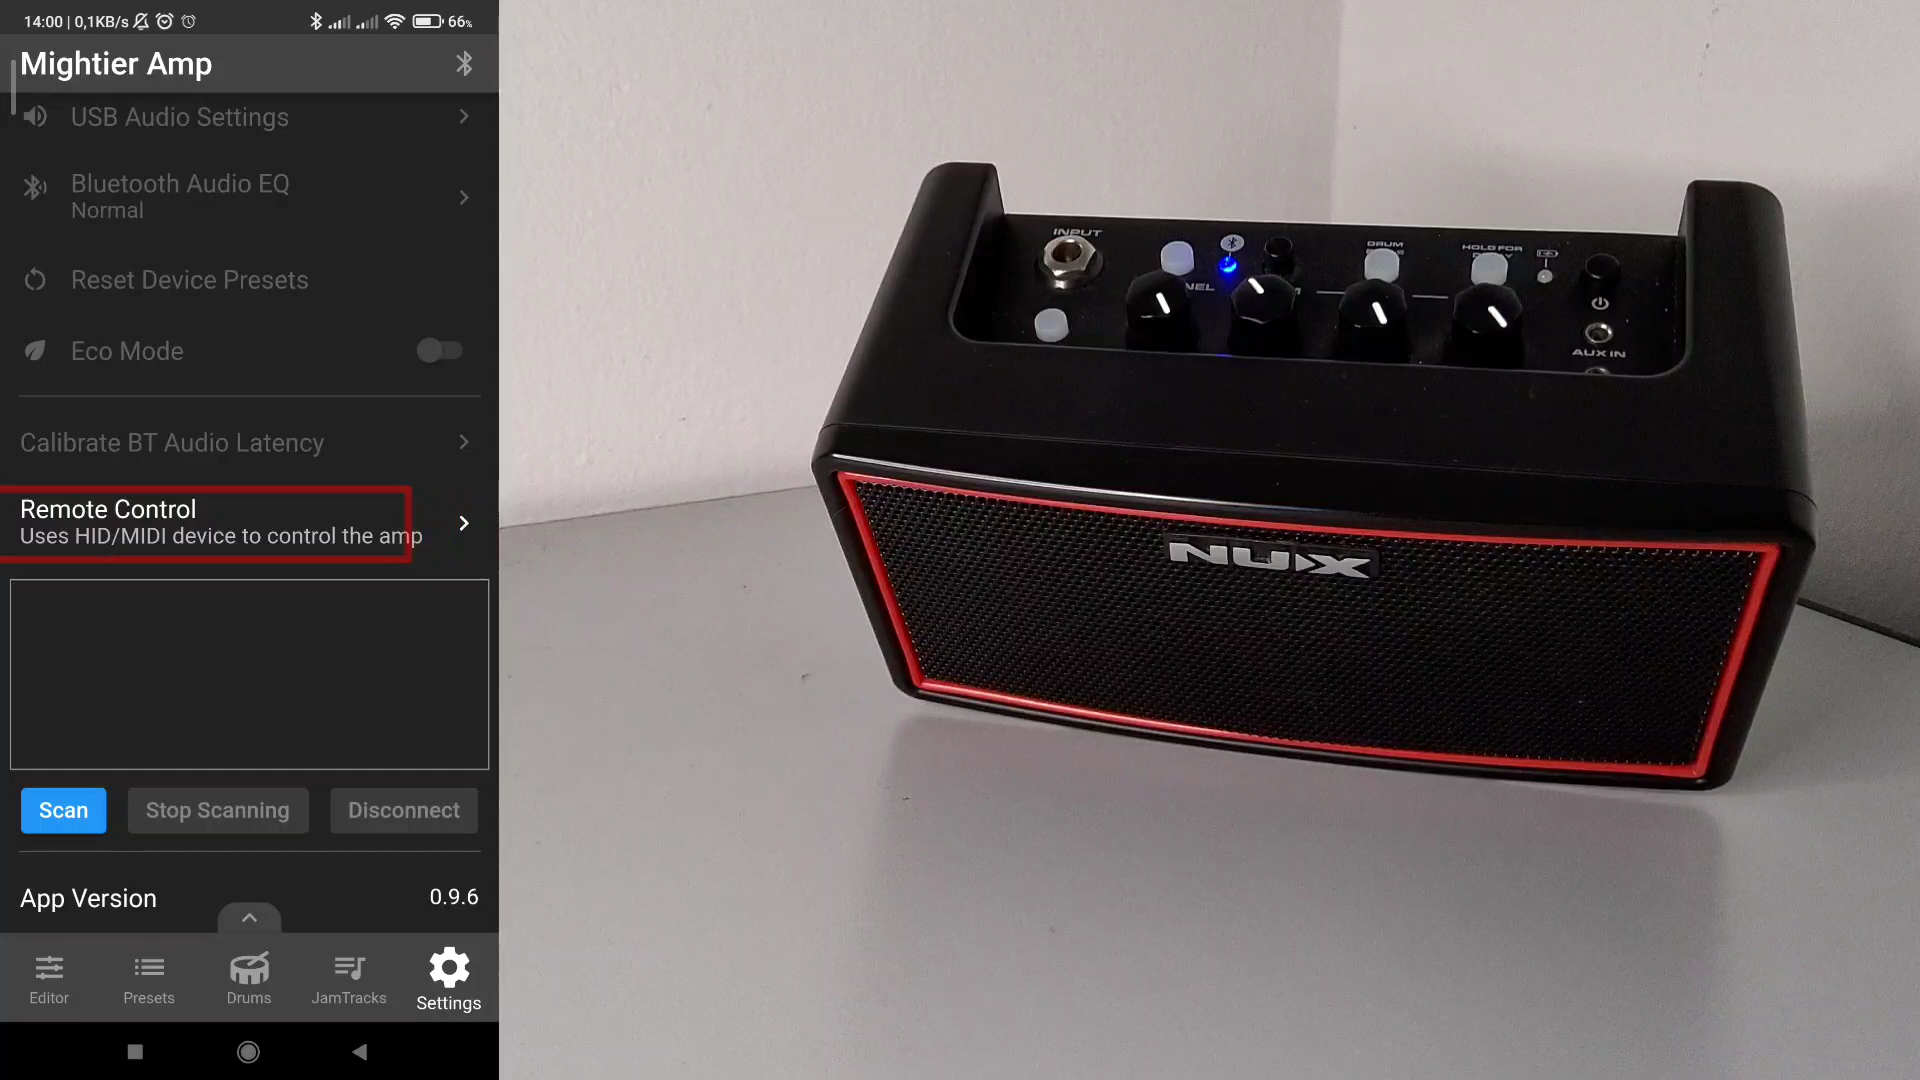 14:00 | 0,1KB/s
66%
Mightier Amp
USB Audio Settings
Bluetooth Audio EQ
Normal
Reset Device Presets
Eco Mode
Calibrate BT Audio Latency
Remote Control
Uses HID/MIDI device to control the amp
Scan
Stop Scanning
Disconnect
App Version
0.9.6
Editor
Presets
Drums
JamTracks
Settings
INPUT
DRUM
HOLD FOR
AUX IN
NUX